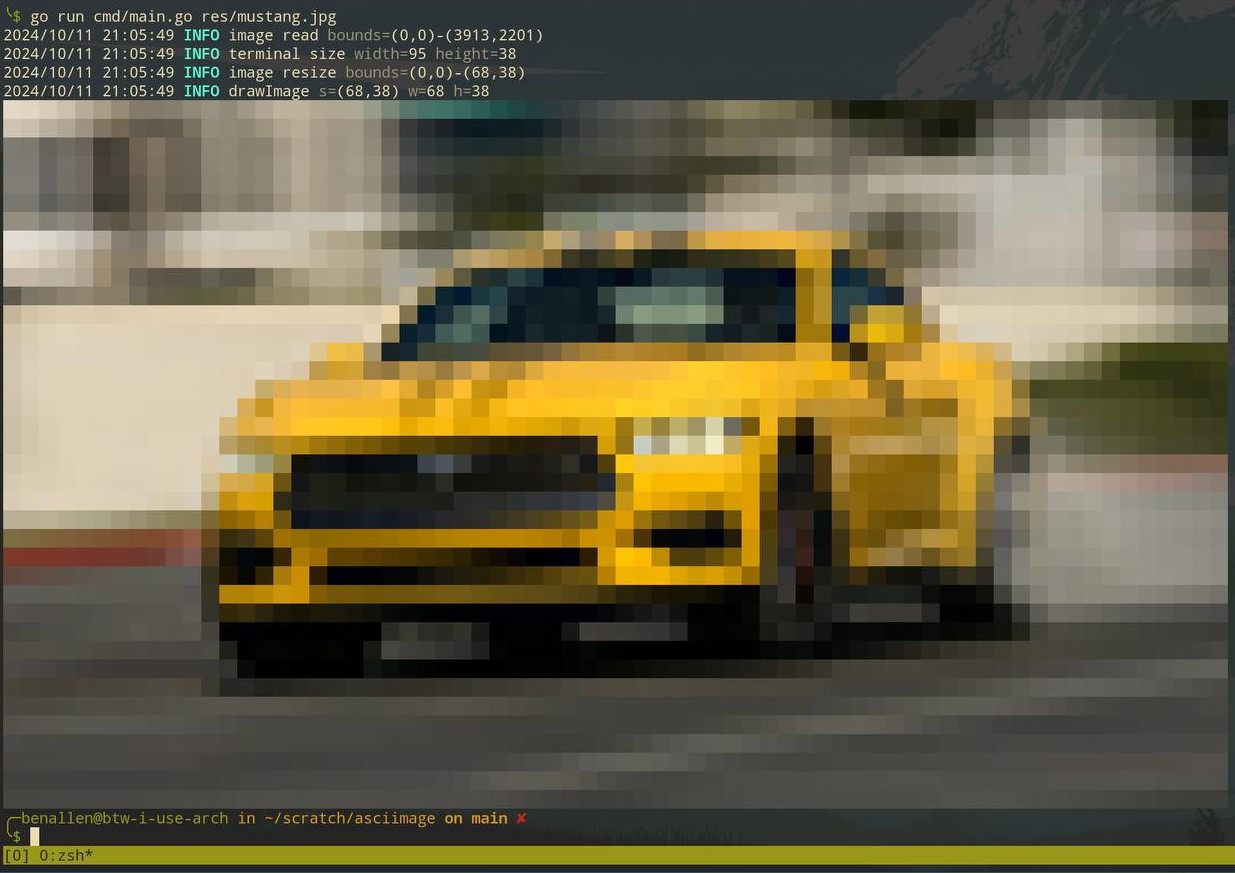 $ go run cmd/main.go res/mustang.jpg
2024/10/11 21:05:49 INFO image read bounds=(0,0)-(3913,2201)
2024/10/11 21:05:49 INFO terminal size width=95 height=38
2024/10/11 21:05:49 INFO image resize bounds=(0,0)-(68,38)
2024/10/11 21:05:49 INFO drawImage s=(68,38) w=68 h=38
benallen@btw-i-use-arch in ~/scratch/asciimage on main ✘
$
[0] 0:zsh*